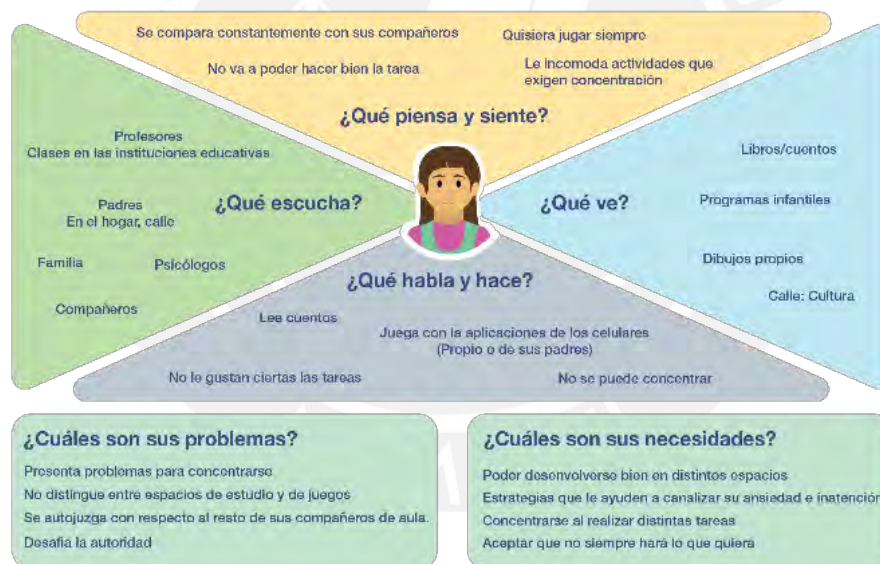 Se compara constantemente con sus compañeros
Quisiera jugar siempre
No va a poder hacer bien la tarea
Le incomoda actividades que
exigen concentración
¿Qué piensa y siente?
Profesores
Clases en las instituciones educativas
Padres
En el hogar, calle
¿Qué escucha?
Familia
Psicólogos
Compañeros
¿Qué ve?
Libros/cuentos
Programas infantiles
Dibujos propios
Calle: Cultura
¿Qué habla y hace?
Lee cuentos
Juega con la aplicaciones de los celulares
(Propio o de sus padres)
No le gustan ciertas las tareas
No se puede concentrar
¿Cuáles son sus problemas?
Presenta problemas para concentrarse
No distingue entre espacios de estudio y de juegos
Se autojuzga con respecto al resto de sus compañeros de aula.
Desafía la autoridad
¿Cuáles son sus necesidades?
Poder desenvolverse bien en distintos espacios
Estrategias que le ayuden a canalizar su ansiedad e inatención
Concentrarse al realizar distintas tareas
Aceptar que no siempre hará lo que quiera